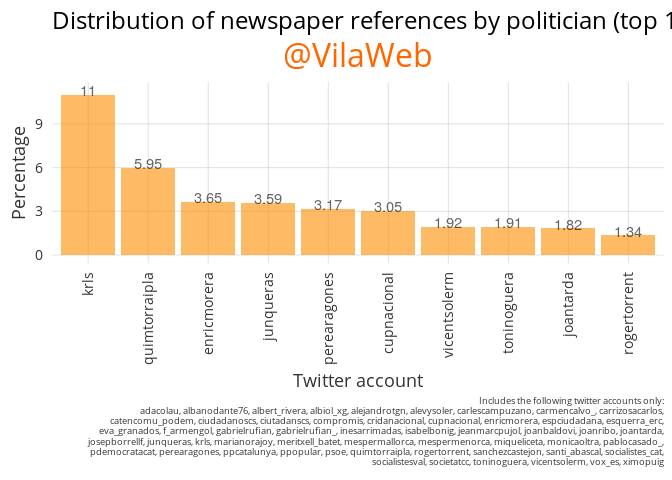 Distribution of newspaper references by politician (top 1
@VilaWeb
Percentage
9
6
3
0
11
5.95
3.65
3.59
3.17
3.05
1.92
1.91
1.82
1.34
krls
quimtorraipla
enricmorera
junqueras
perearagones
cupnacional
vicentsolerm
toninoguera
joantarda
rogertorrent
Twitter account
Includes the following twitter accounts only:
adacolau, albanodante76, albert_rivera, albiol_xg, alejandrotgn, alevysoler, carlescampuzano, carmencalvo_, carrizosacarlos,
catencomu_podem, ciudadanoscs, ciutadanscs, compromis, cridanacional, cupnacional, enricmorera, espciudadana, esquerra_erc,
eva_granados, f_armengol, gabrielrufian, gabrielrufian_, inesarrimadas, isabelbonig, jeanmarcpujol, joanbaldovi, joanribo, joantarda,
josepborrellf, junqueras, krls, marianorajoy, meritxell_batet, mespermallorca, mespermenorca, miqueliceta, monicaoltra, pablocasado_,
pdemocratacat, perearagones, ppcatalunya, ppopular, psoe, quimtorraipla, rogertorrent, sanchezcastejon, santi_abascal, socialistes_cat,
socialistesval, societatcc, toninoguera, vicentsolerm, vox_es, ximopuig